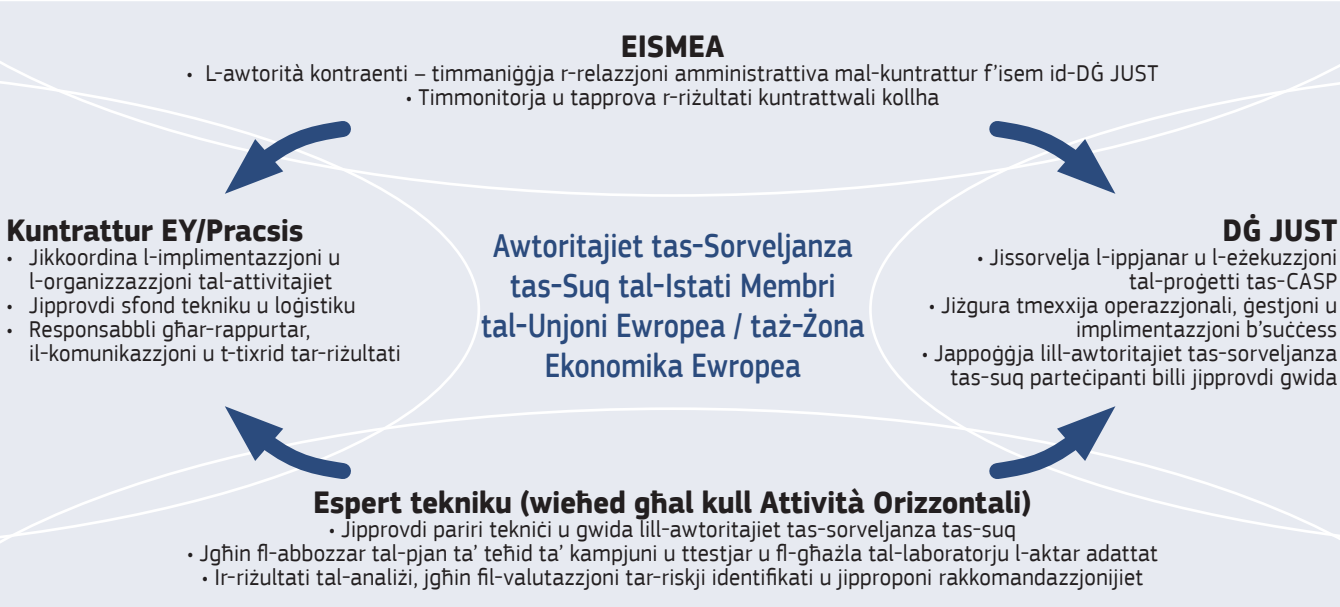 EISMEA
• L-awtorità kontraenti – timmaniġġja r-relazzjoni amministrattiva mal-kuntrattur f'isem id-DĠ JUST
• Timmonitorja u tapprova r-riżultati kuntrattwali kollha
Kuntrattur EY/Pracsis
• Jikkoordina l-implimentazzjoni u
l-organizzazzjoni tal-attivitajiet
• Jipprovdi sfond tekniku u loġistiku
• Responsabbli għar-rappurtar,
il-komunikazzjoni u t-tixrid tar-riżultati
Awtoritajiet tas-Sorveljanza
tas-Suq tal-Istati Membri
tal-Unjoni Ewropea / taż-Żona
Ekonomika Ewropea
DĠ JUST
• Jissorvelja l-ippjanar u l-eżekuzzjoni
tal-proġetti tas-CASP
• Jiżgura tmexxija operazzjonali, ġestjoni u
implimentazzjoni b'suċċess
• Jappoġġja lill-awtoritajiet tas-sorveljanza
tas-suq parteċipanti billi jipprovdi gwida
Espert tekniku (wieħed għal kull Attività Orizzontali)
• Jipprovdi pariri tekniċi u gwida lill-awtoritajiet tas-sorveljanza tas-suq
• Jgħin fl-abbozzar tal-pjan ta' teħid ta' kampjuni u ttestjar u fl-għażla tal-laboratorju l-aktar adattat
• Ir-riżultati tal-analiżi, jgħin fil-valutazzjoni tar-riskji identifikati u jipproponi rakkomandazzjonijiet